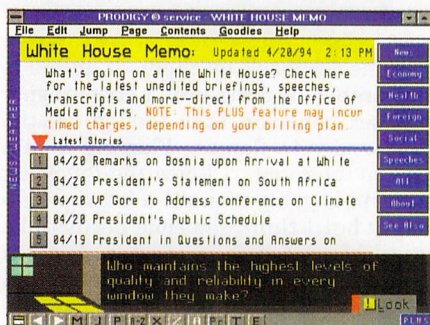 PRODIGY® service - WHITE HOUSE MEMO
File Edit Jump Page Contents Goodies Help
White House Memo: Updated 4/20/94 2:13 PM
What's going on at the White House? Check here
for the latest unedited briefings, speeches,
transcripts and more--direct from the Office of
Media Affairs. NOTE: This PLUS feature may incur
timed charges, depending on your billing plan.
Latest Stories
1 04/20 Remarks on Bosnia upon Arrival at White
2 04/20 President's Statement on South Africa
3 04/20 VP Gore to Address Conference on Climate
4 04/20 President's Public Schedule
5 04/19 President in Questions and Answers on
News
Economy
Health
Foreign
Social
Speeches
All
About
See Also
NEWS, WEATHER
Who maintains the highest levels of
quality and reliability in every
window they make?
Look
M J P A-Z X Z A Pr T E
PLUS